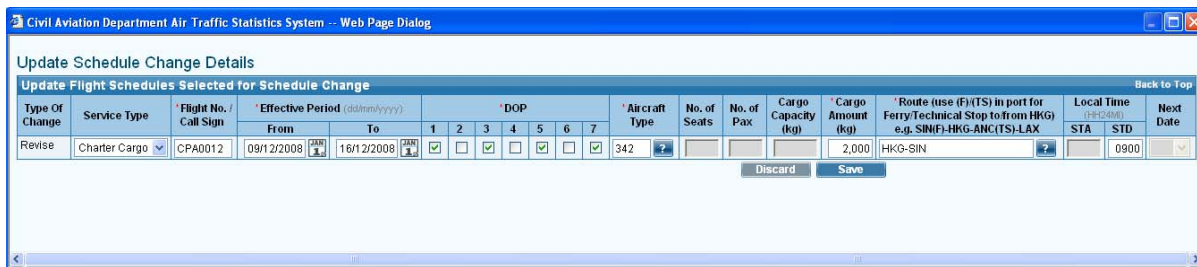 Civil Aviation Department Air Traffic Statistics System -- Web Page Dialog
Update Schedule Change Details
Update Flight Schedules Selected for Schedule Change Back to Top
Type Of Change Service Type *Flight No. / Call Sign *Effective Period (dd/mm/yyyy) From To *DOP 1 2 3 4 5 6 7 *Aircraft Type No. of Seats No. of Pax Cargo Capacity (kg) *Cargo Amount (kg) *Route (use (F)/(TS) in port for Ferry/Technical Stop to/from HKG) e.g. SIN(F)-HKG-ANC(TS)-LAX Local Time (HH24MI) STA STD Next Date
Revise Charter Cargo CPA0012 09/12/2008 JAN 1 16/12/2008 JAN 1 342 ? 2,000 HKG-SIN ? 0900
Discard Save